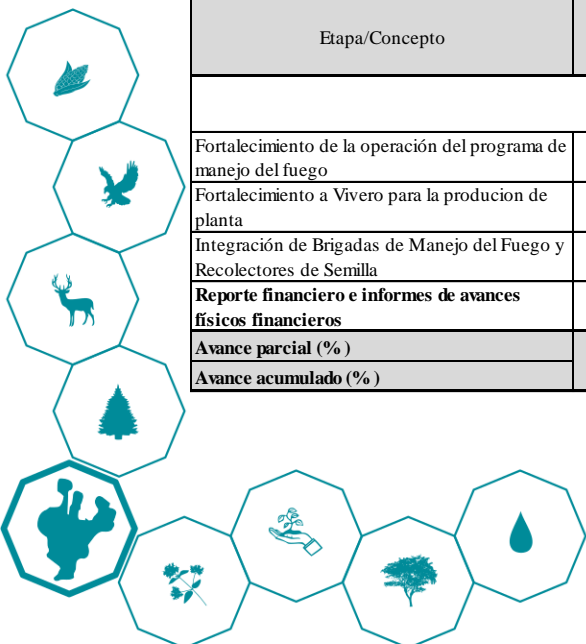 Etapa/Concepto
Fortalecimiento de la operación del programa de
manejo del fuego
Fortalecimiento a Vivero para la producion de
planta
Integración de Brigadas de Manejo del Fuego y
Recolectores de Semilla
Reporte financiero e informes de avances
físicos financieros
Avance parcial (% )
Avance acumulado (% )